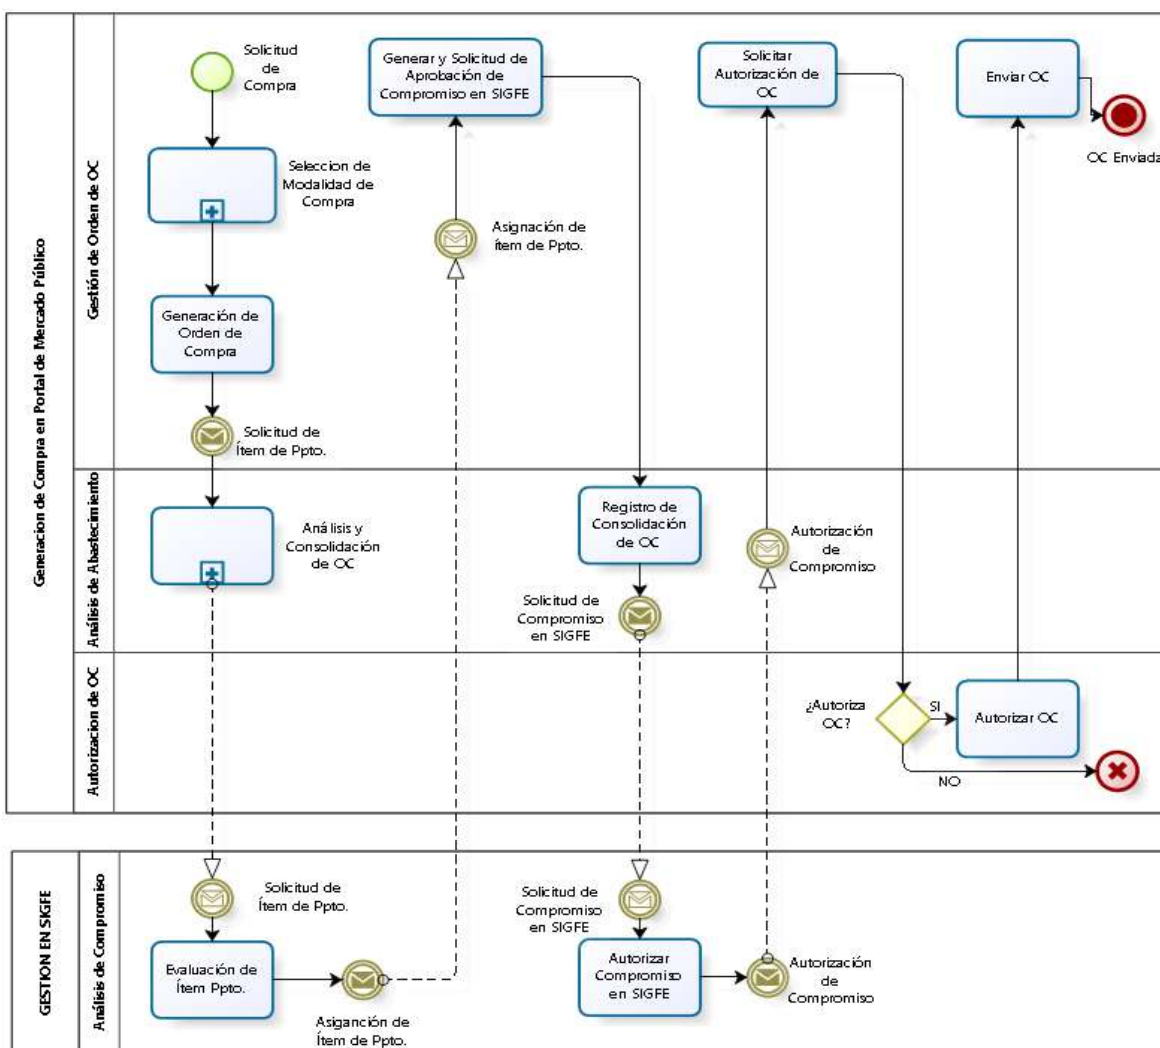 Generacion de Compra en Portal de Mercado Público
Gestión de Orden de OC
Solicitud
de
Compra
Seleccion de
Modalidad de
Compra
Generación de
Orden de
Compra
Solicitud de
Ítem de Ppto.
Generar y Solicitud de
Aprobación de
Compromiso en SIGFE
Asignación de
ítem de Ppto.
Solicitar
Autorización de
OC
Enviar OC
OC Enviada
Análisis de Abastecimiento
Análisis y
Consolidación
de OC
Registro de
Consolidación
de OC
Solicitud de
Compromiso
en SIGFE
Autorización
de
Compromiso
Autorizacion de OC
¿Autoriza
OC?
SI
Autorizar OC
NO
GESTION EN SIGFE
Análisis de Compromiso
Solicitud de
Ítem de Ppto.
Evaluación de
Ítem Ppto.
Asiganción de
Ítem de Ppto.
Solicitud de
Compromiso
en SIGFE
Autorizar
Compromiso
en SIGFE
Autorización
de
Compromiso